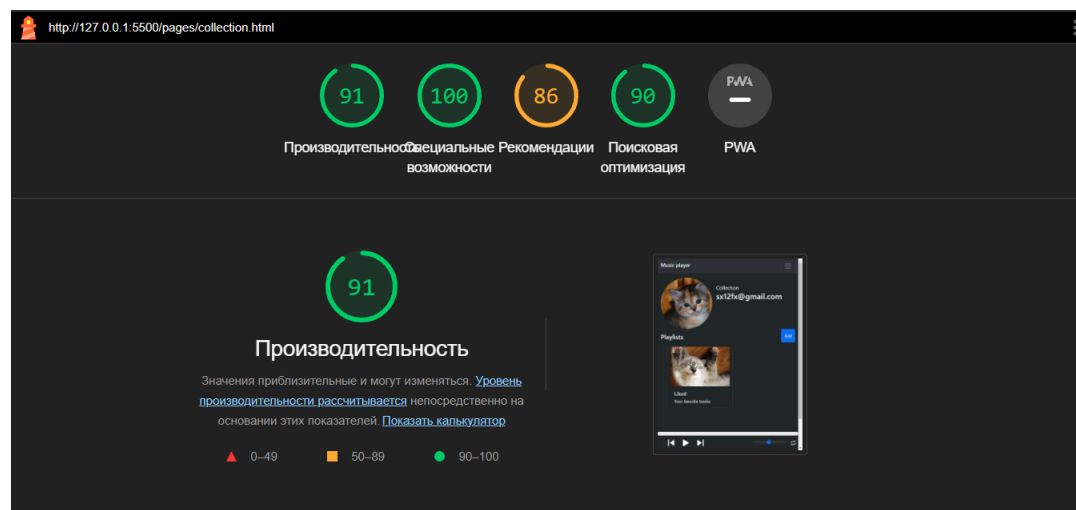 http://127.0.0.1:5500/pages/collection.html
91
100
86
90
PWA
Производительность
Специальные возможности
Рекомендации
Поисковая оптимизация
PWA
91
Производительность
Значения приблизительные и могут изменяться. Уровень
производительности рассчитывается непосредственно на
основании этих показателей. Показать калькулятор
0–49
50–89
90–100
Music player
Collection
sx12fx@gmail.com
Playlists
Add
Liked
Your favorite tracks